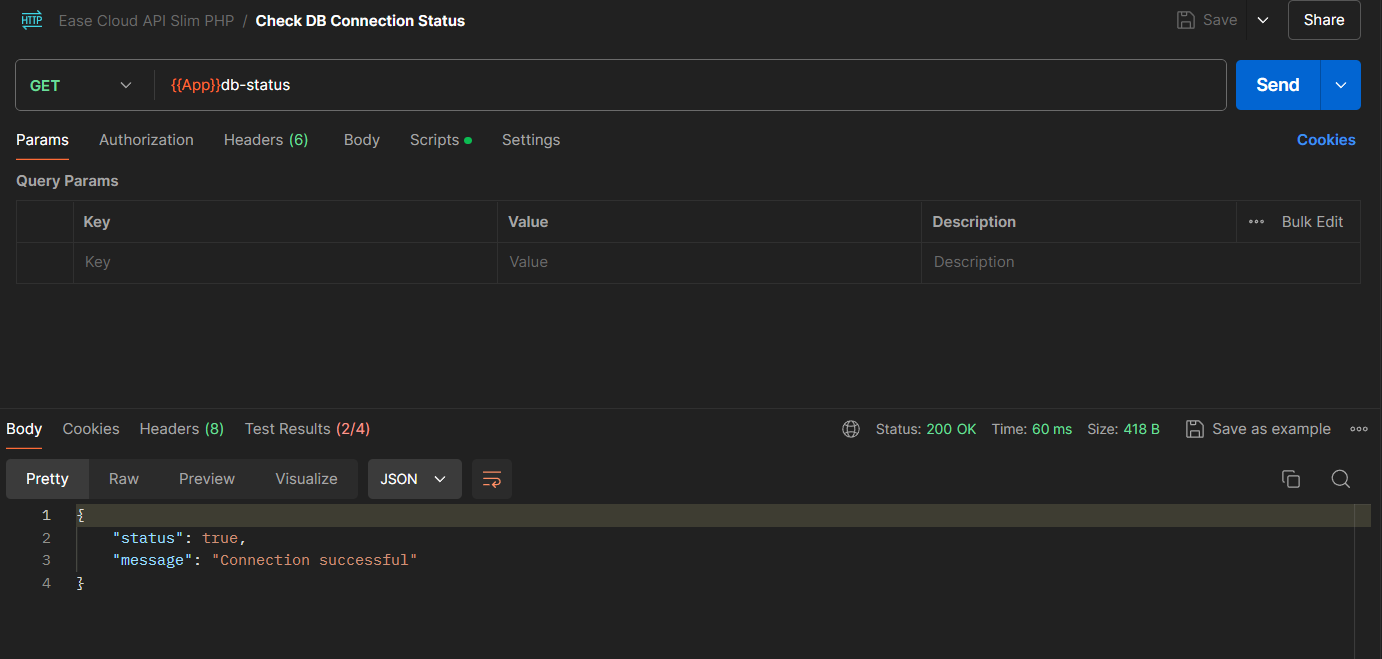 HTTP Ease Cloud API Slim PHP / Check DB Connection Status Save Share
GET {{App}}db-status Send
Params Authorization Headers (6) Body Scripts Settings Cookies
Query Params
Key Value Description Bulk Edit
Key Value Description
Body Cookies Headers (8) Test Results (2/4) Status: 200 OK Time: 60 ms Size: 418 B Save as example
Pretty Raw Preview Visualize JSON
1 {
2 "status": true,
3 "message": "Connection successful"
4 }